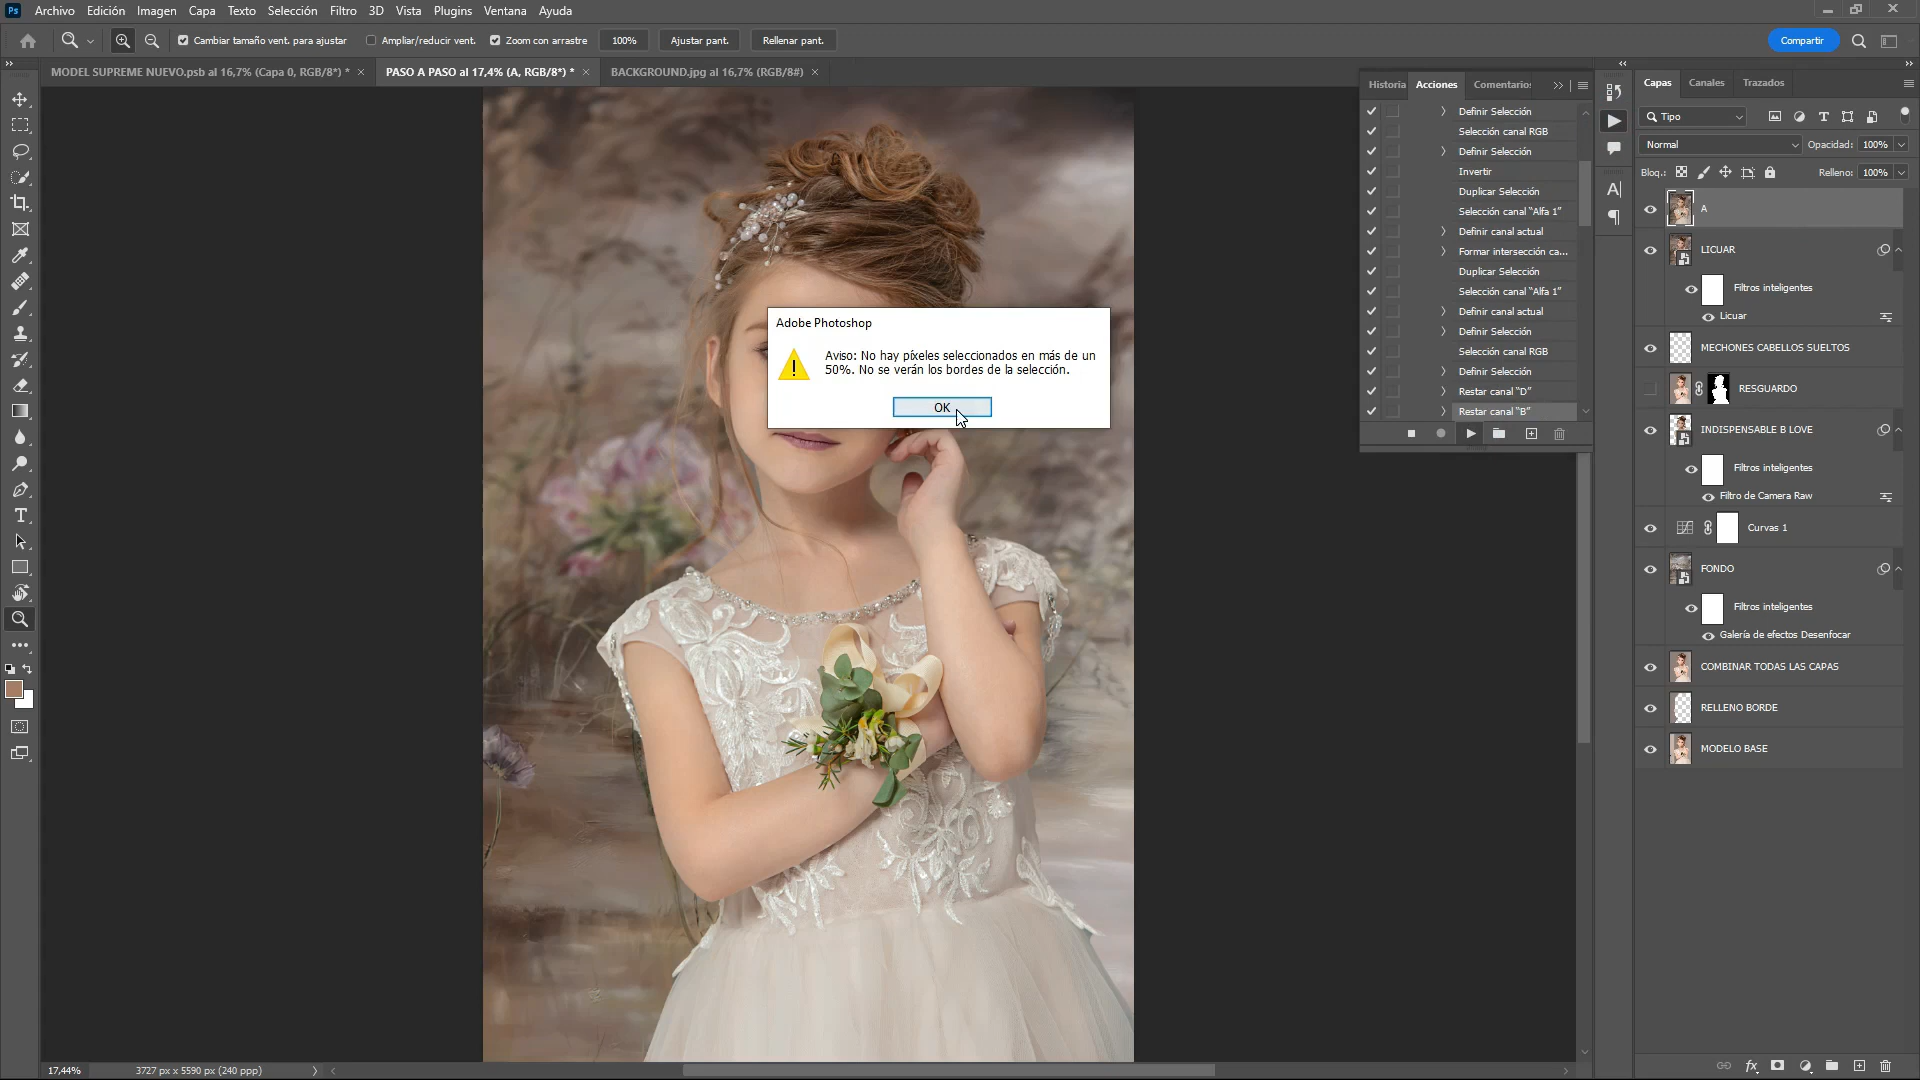 Ps Archivo Edición Imagen Capa Texto Selección Filtro 3D Vista Plugins Ventana Ayuda
Cambiar tamaño vent. para ajustar Ampliar/reducir vent. Zoom con arrastre 100% Ajustar pant. Rellenar pant. Compartir
MODEL SUPREME NUEVO.psb al 16,7% (Capa 0, RGB/8*) * PASO A PASO al 17,4% (A, RGB/8*) * BACKGROUND.jpg al 16,7% (RGB/8#)
Historia Acciones Comentarios
Definir Selección
Selección canal RGB
Definir Selección
Invertir
Duplicar Selección
Selección canal “Alfa 1”
Definir canal actual
Formar intersección ca...
Duplicar Selección
Selección canal “Alfa 1”
Definir canal actual
Definir Selección
Selección canal RGB
Definir Selección
Restar canal “D”
Restar canal “B”
Adobe Photoshop
Aviso: No hay píxeles seleccionados en más de un
50%. No se verán los bordes de la selección.
OK
Capas Canales Trazados
Tipo
Normal Opacidad: 100%
Bloq.: Relleno: 100%
A
LICUAR
Filtros inteligentes
Licuar
MECHONES CABELLOS SUELTOS
RESGUARDO
INDISPENSABLE B LOVE
Filtros inteligentes
Filtro de Camera Raw
Curvas 1
FONDO
Filtros inteligentes
Galería de efectos Desenfocar
COMBINAR TODAS LAS CAPAS
RELLENO BORDE
MODELO BASE
17,44% 3727 px x 5590 px (240 ppp)